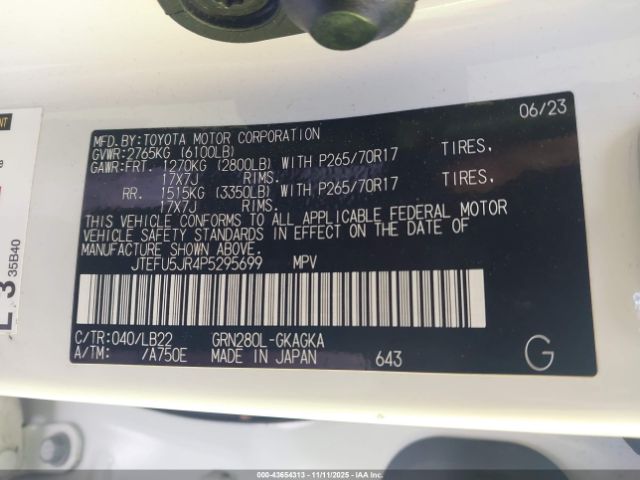 06/23
MFD.BY:TOYOTA MOTOR CORPORATION
GVWR:2765KG (6100LB)
GAWR:FRT. 1270KG (2800LB) WITH P265/70R17 TIRES,
17X7J RIMS.
RR. 1515KG (3350LB) WITH P265/70R17 TIRES,
17X7J RIMS.
THIS VEHICLE CONFORMS TO ALL APPLICABLE FEDERAL MOTOR
VEHICLE SAFETY STANDARDS IN EFFECT ON THE DATE OF
MANUFACTURE SHOWN ABOVE.
JTEFU5JR4P5295699 MPV
C/TR:040/LB22 GRN280L-GKAGKA
A/TM: /A750E MADE IN JAPAN 643
G
35B40
000-43654313 - 11/11/2025 - IAAI.com